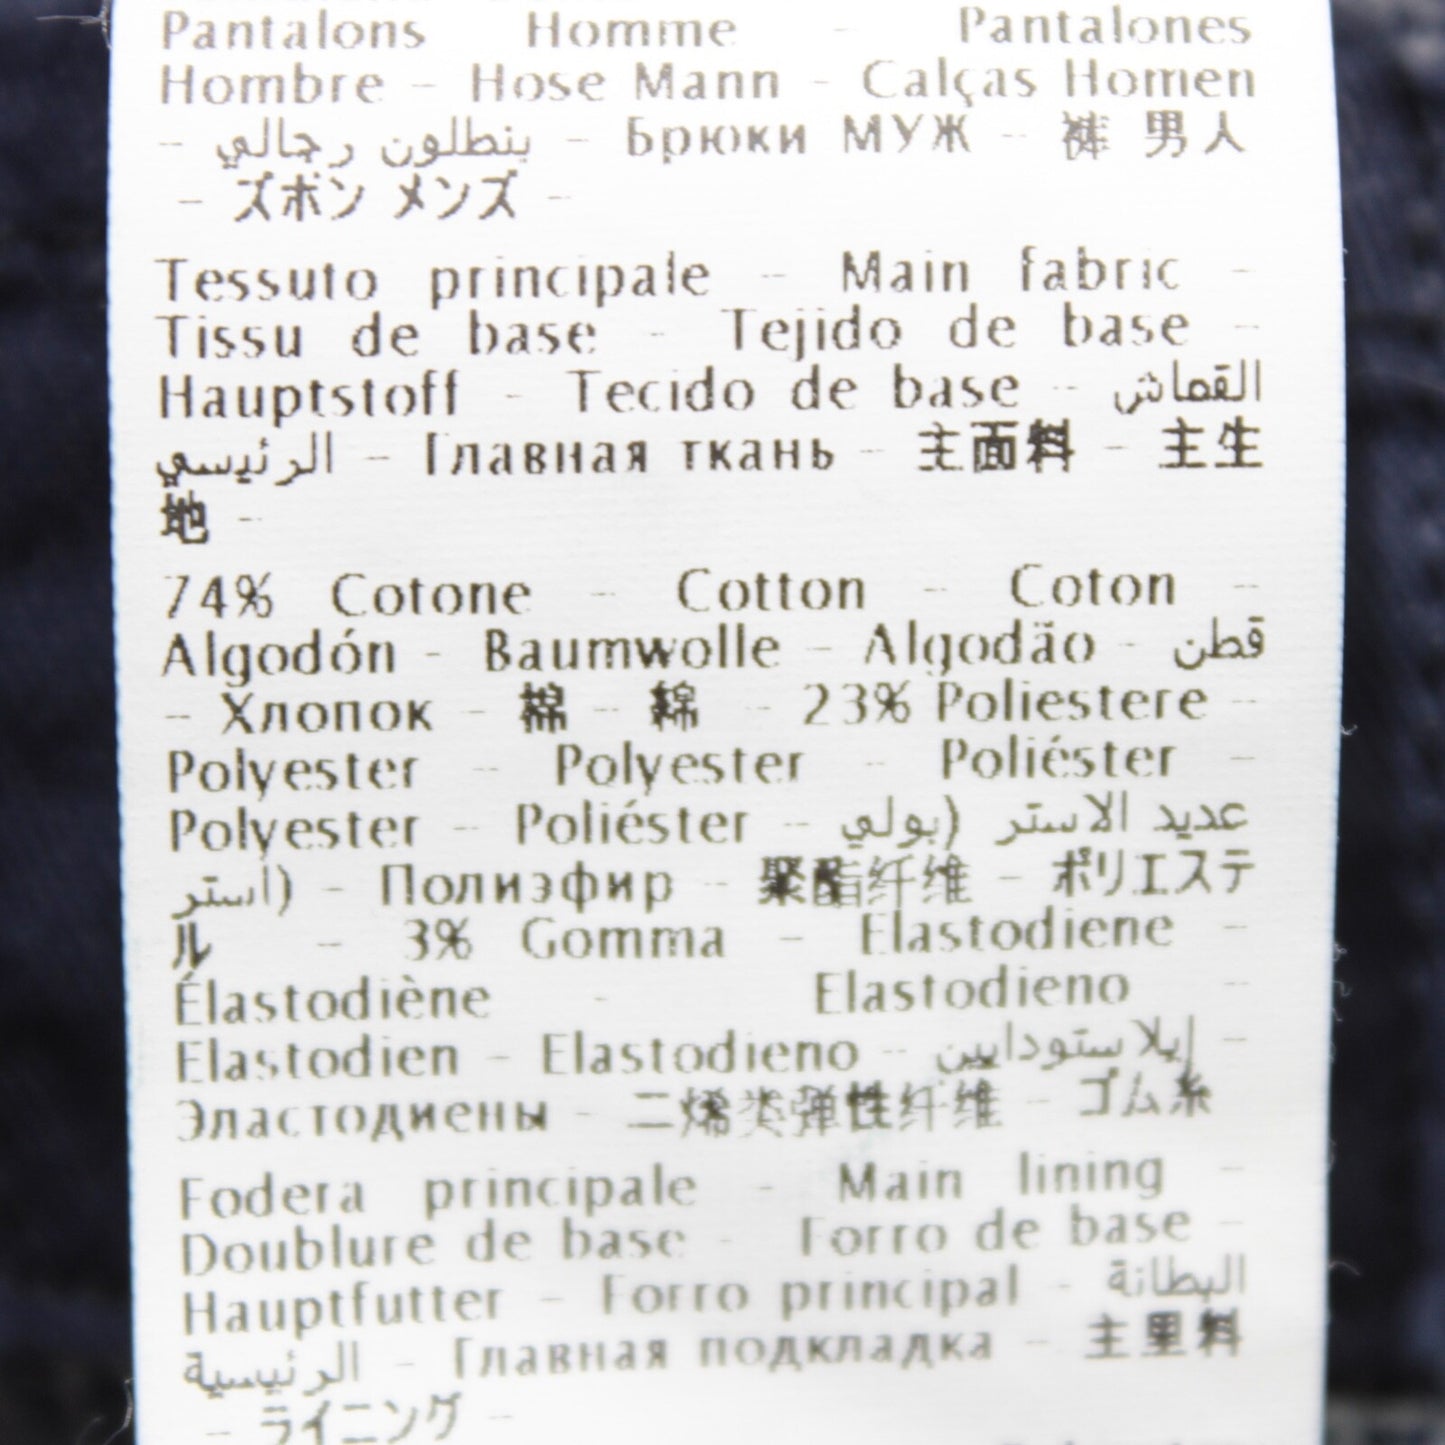 Pantalons Homme - Pantalones
Hombre - Hose Mann - Calças Homen
- بنطلون رجالي - Брюки МУЖ - 裤 男人
- ズボン メンズ -
Tessuto principale - Main fabric -
Tissu de base - Tejido de base -
Hauptstoff - Tecido de base - القماش
الرئيسي - Главная ткань - 主面料 - 主生
地 -
74% Cotone - Cotton - Coton -
Algodón - Baumwolle - Algodão - قطن
- Хлопок - 棉 - 綿 - 23% Poliestere -
Polyester - Polyester - Poliéster -
Polyester - Poliéster - عديد الاستر (بولي
استر) - Полиэфир - 聚酯纤维 - ポリエステ
ル - 3% Gomma - Elastodiene -
Élastodiène - Elastodieno -
Elastodien - Elastodieno - إيلاستودايين -
Эластодиены - 二烯类弹性纤维 - ゴム糸
Fodera principale - Main lining -
Doublure de base - Forro de base -
Hauptfutter - Forro principal - البطانة
الرئيسية - Главная подкладка - 主里料
- ライニング -